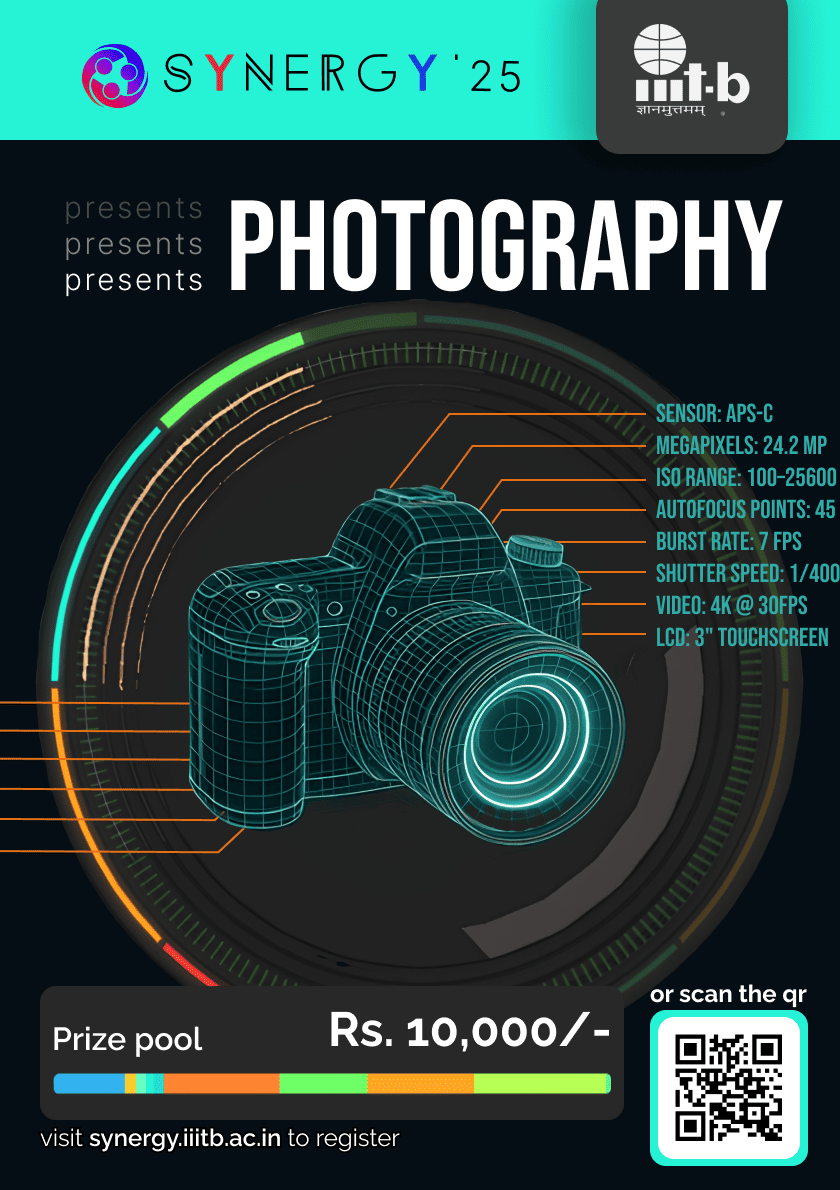 SYNERGY '25
iiit-b
ज्ञानमुत्तमम्
presents
presents
presents PHOTOGRAPHY
SENSOR: APS-C
MEGAPIXELS: 24.2 MP
ISO RANGE: 100-25600
AUTOFOCUS POINTS: 45
BURST RATE: 7 FPS
SHUTTER SPEED: 1/400
VIDEO: 4K @ 30FPS
LCD: 3" TOUCHSCREEN
Prize pool Rs. 10,000/-
or scan the qr
visit synergy.iiitb.ac.in to register